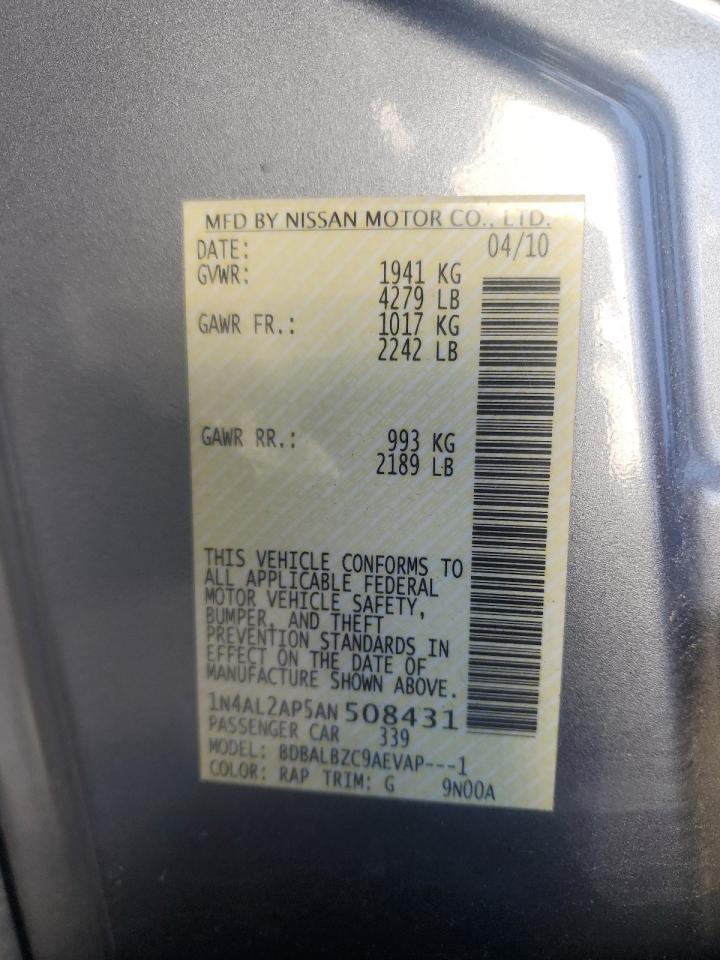 MFD BY NISSAN MOTOR CO., LTD.
DATE: 04/10
GVWR: 1941 KG
4279 LB
GAWR FR.: 1017 KG
2242 LB
GAWR RR.: 993 KG
2189 LB
THIS VEHICLE CONFORMS TO
ALL APPLICABLE FEDERAL
MOTOR VEHICLE SAFETY,
BUMPER, AND THEFT
PREVENTION STANDARDS IN
EFFECT ON THE DATE OF
MANUFACTURE SHOWN ABOVE.
1N4AL2AP5AN 508431
PASSENGER CAR 339
MODEL: BDBALBZC9AEVAP---1
COLOR: RAP TRIM: G 9N00A